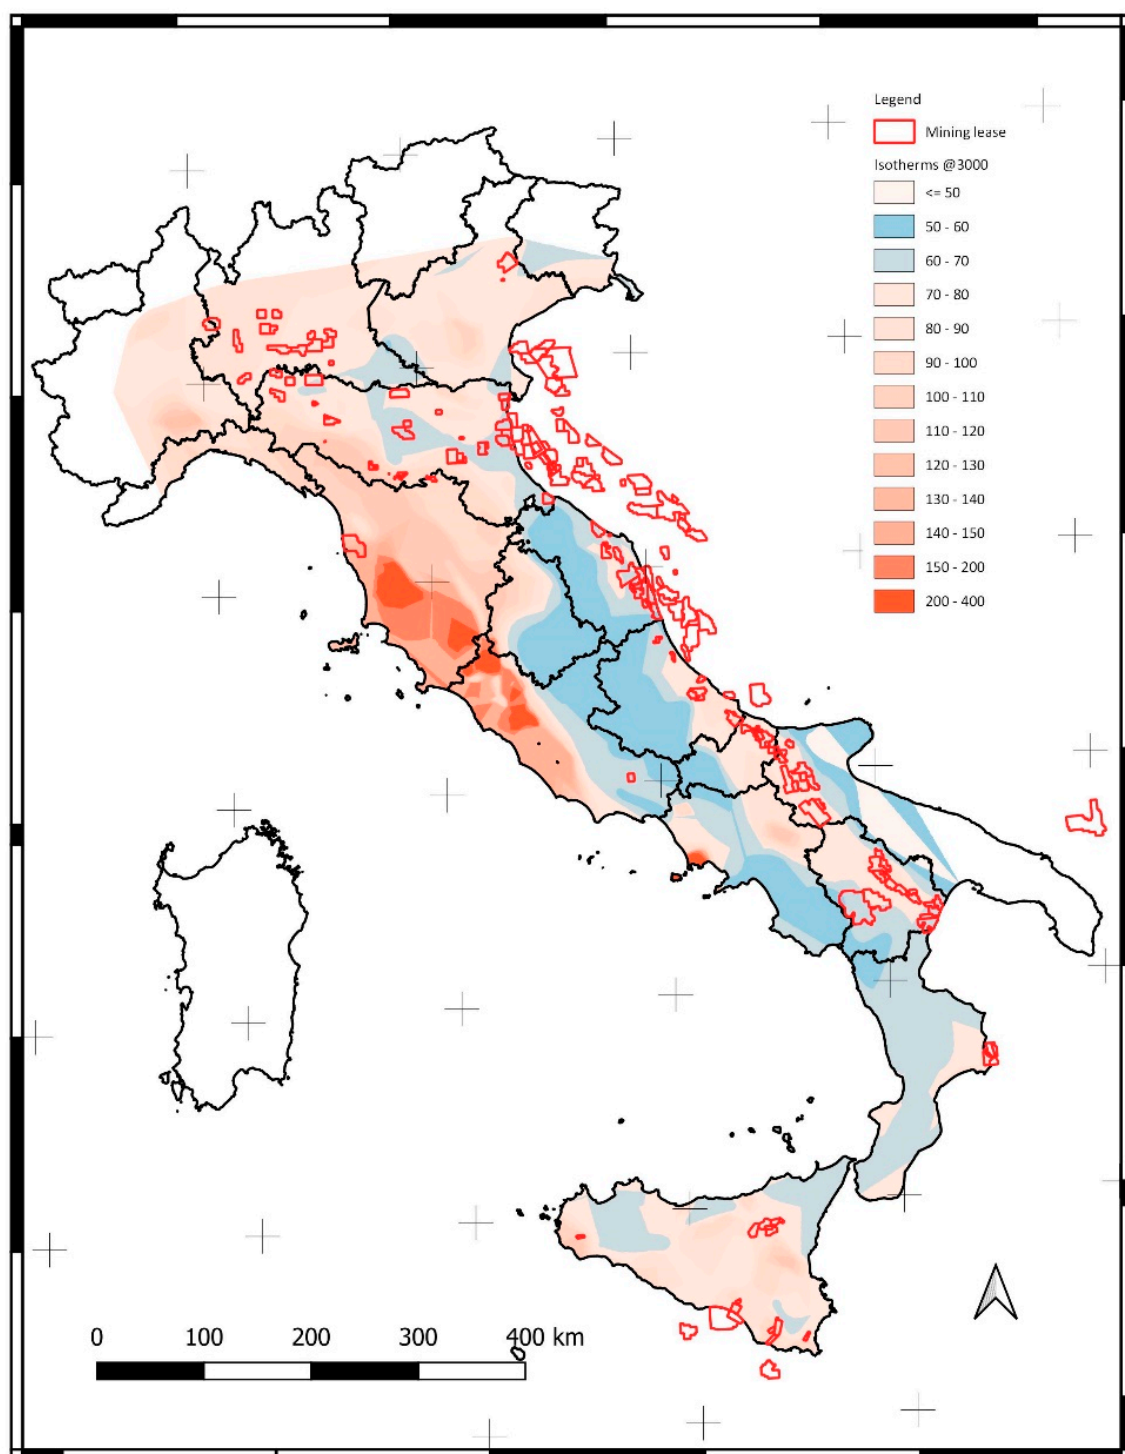 Legend
Mining lease
Isotherms @3000
<= 50
50 - 60
60 - 70
70 - 80
80 - 90
90 - 100
100 - 110
110 - 120
120 - 130
130 - 140
140 - 150
150 - 200
200 - 400
0 100 200 300 400 km